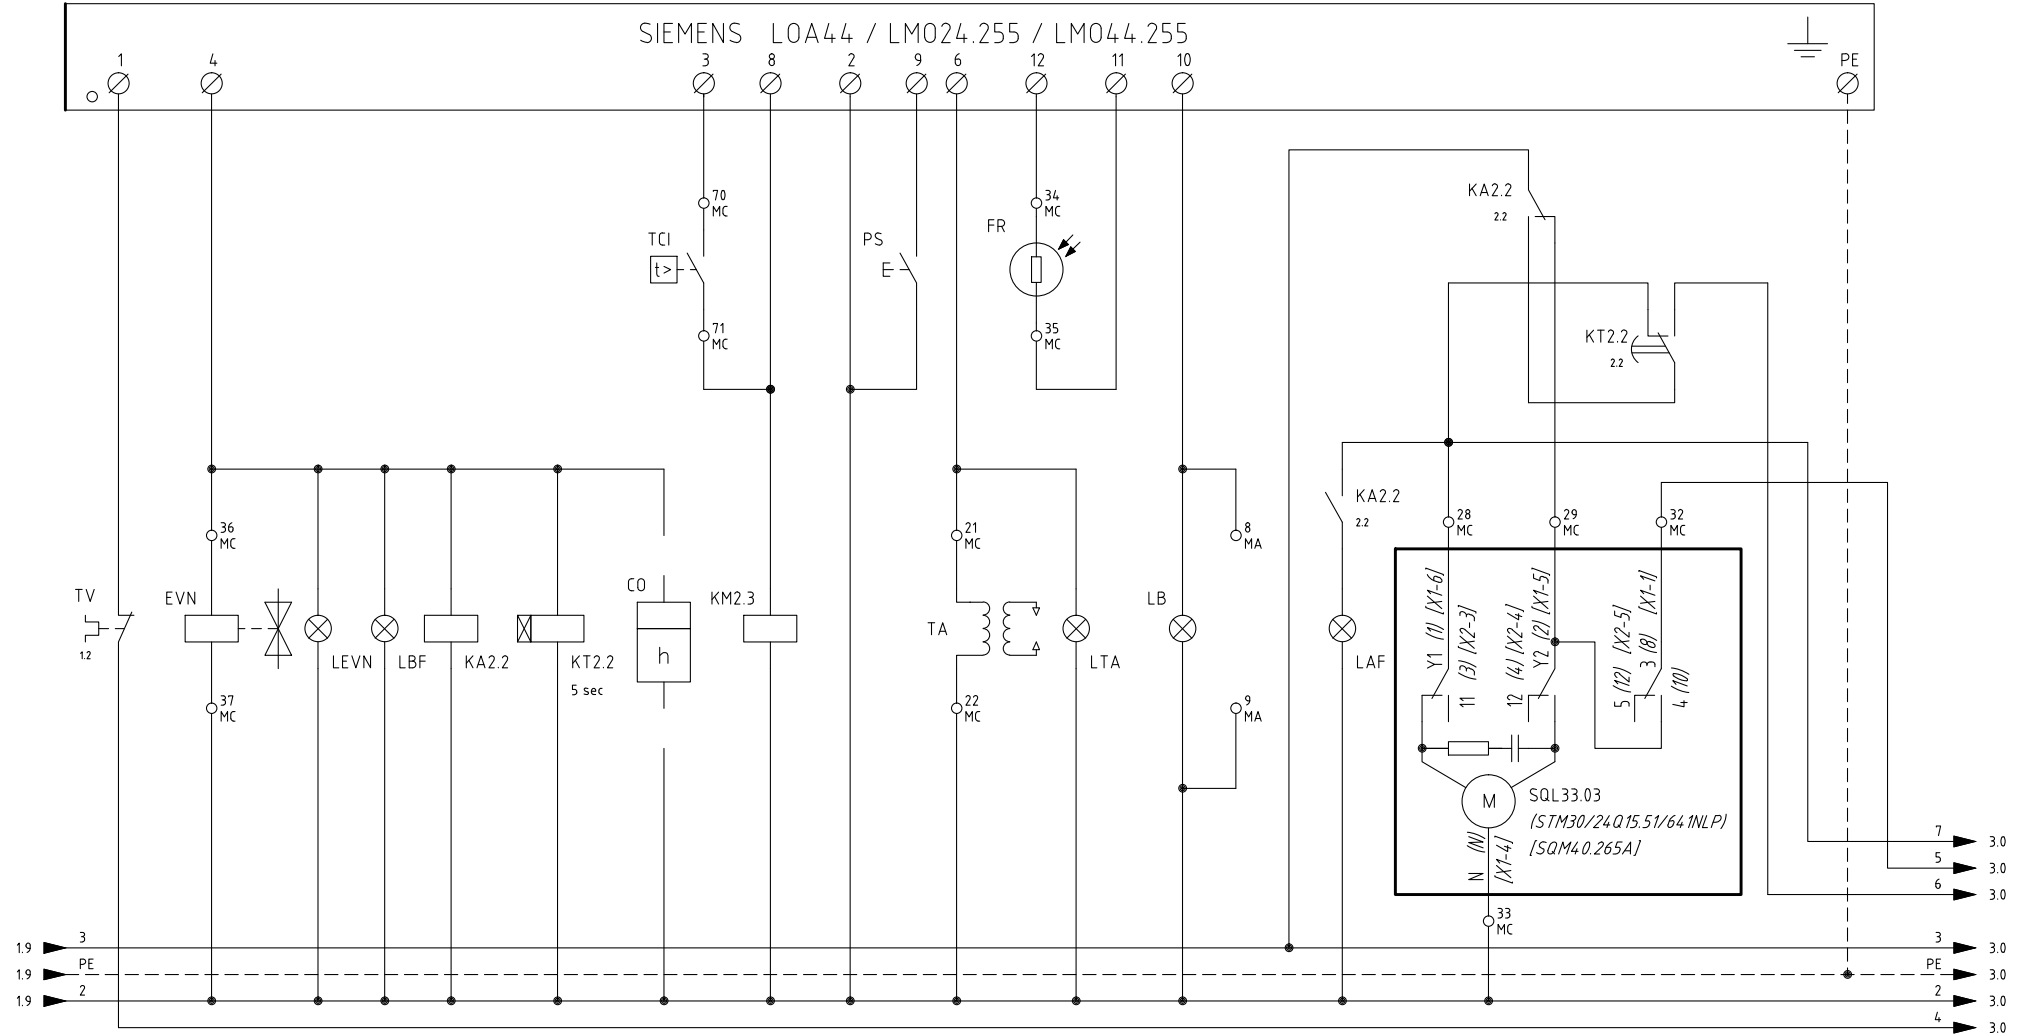 SIEMENS LOA44 / LMO24.255 / LMO44.255
1
4
3
8
2
9
6
12
11
10
PE
70
MC
34
MC
KA2.2
2.2
TCI
t>
PS
E
FR
71
MC
35
MC
KT2.2
2.2
KA2.2
2.2
36
MC
21
MC
8
MA
28
MC
29
MC
32
MC
TV
1.2
EVN
CO
h
KM2.3
TA
LB
LEVN
LBF
KA2.2
KT2.2
5 sec
LTA
LAF
37
MC
22
MC
9
MA
Y1 (1) [X1-6]
11 (3) [X2-3]
12 (4) [X2-4]
Y2 (2) [X1-5]
5 (12) [X2-5]
3 (8) [X1-1]
4 (10)
M
SQL33.03
(STM30/24Q15.51/641NLP)
[SQM40.265A]
N (N)
[X1-4]
33
MC
7
3.0
5
3.0
6
3.0
1.9
3
3
3.0
1.9
PE
PE
3.0
1.9
2
2
3.0
4
3.0